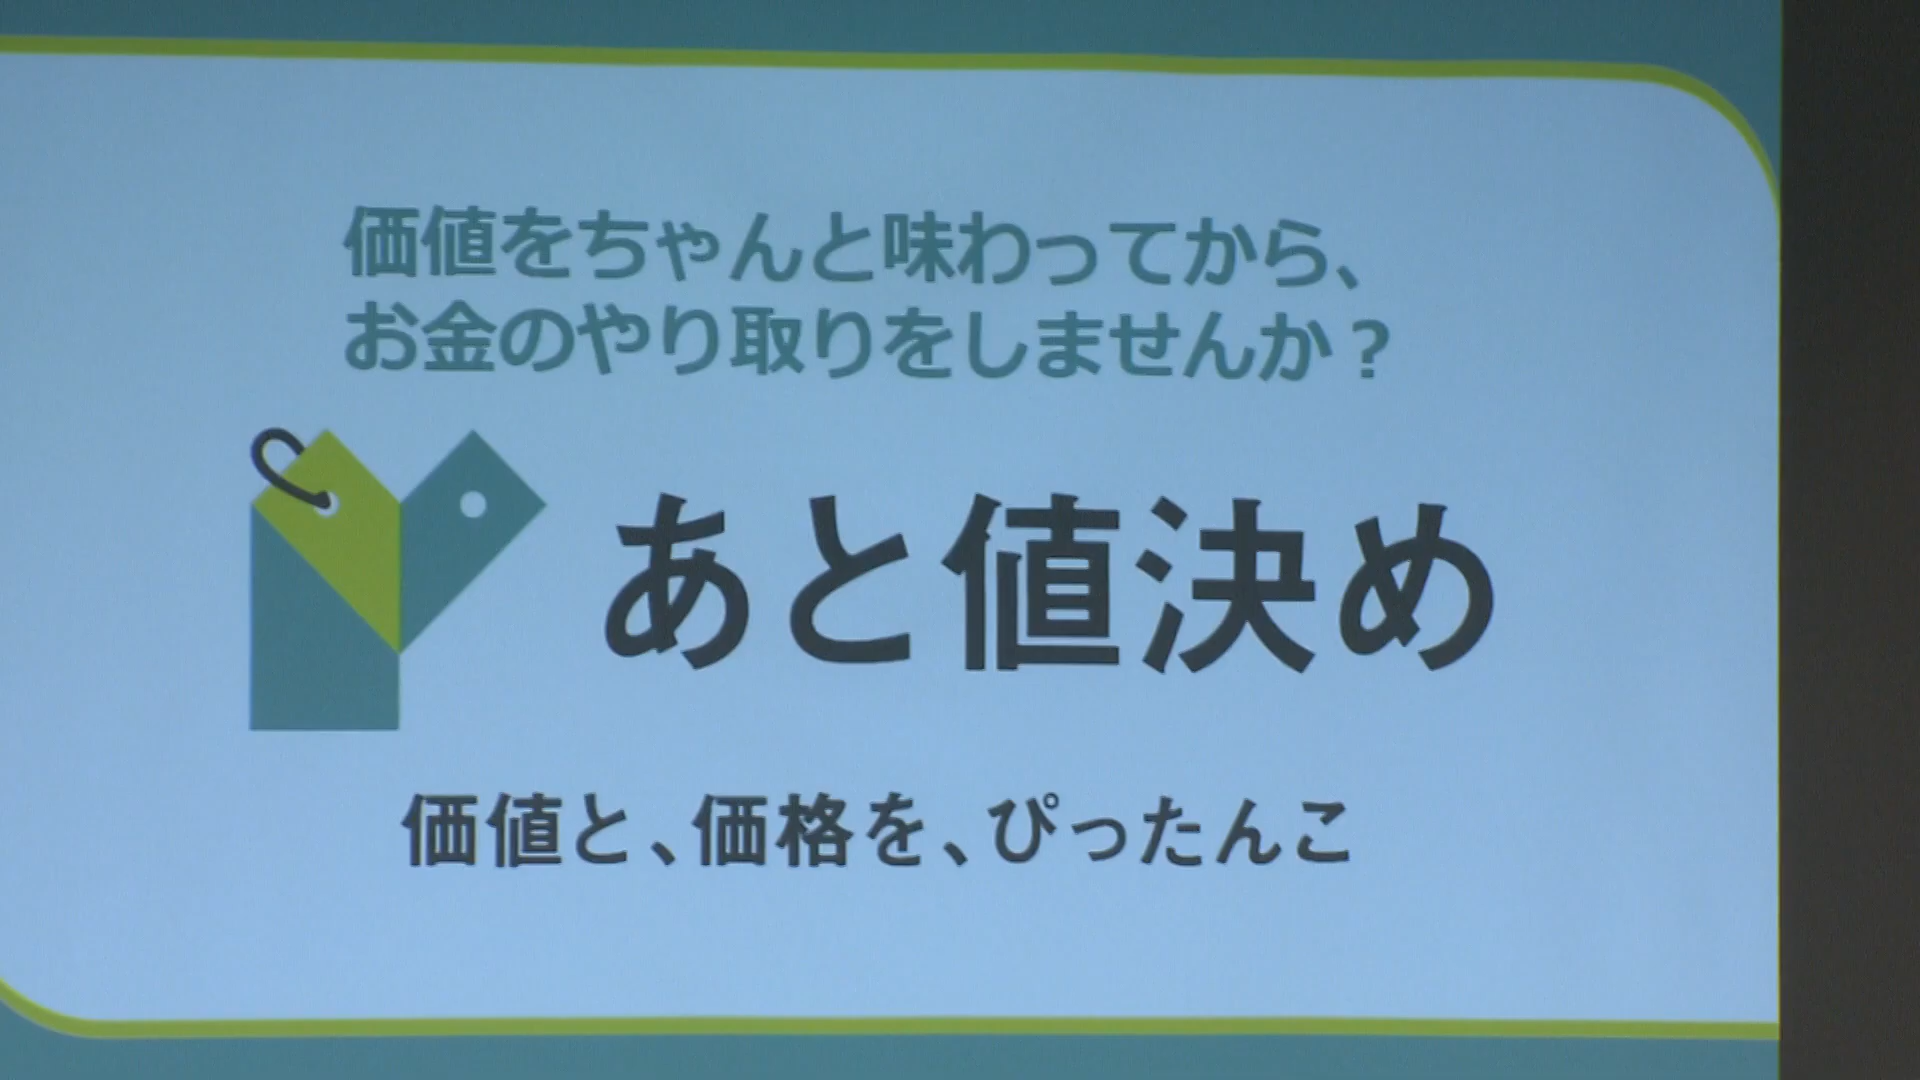 価値をちゃんと味わってから、
お金のやり取りをしませんか？
あと値決め
価値と、価格を、ぴったんこ